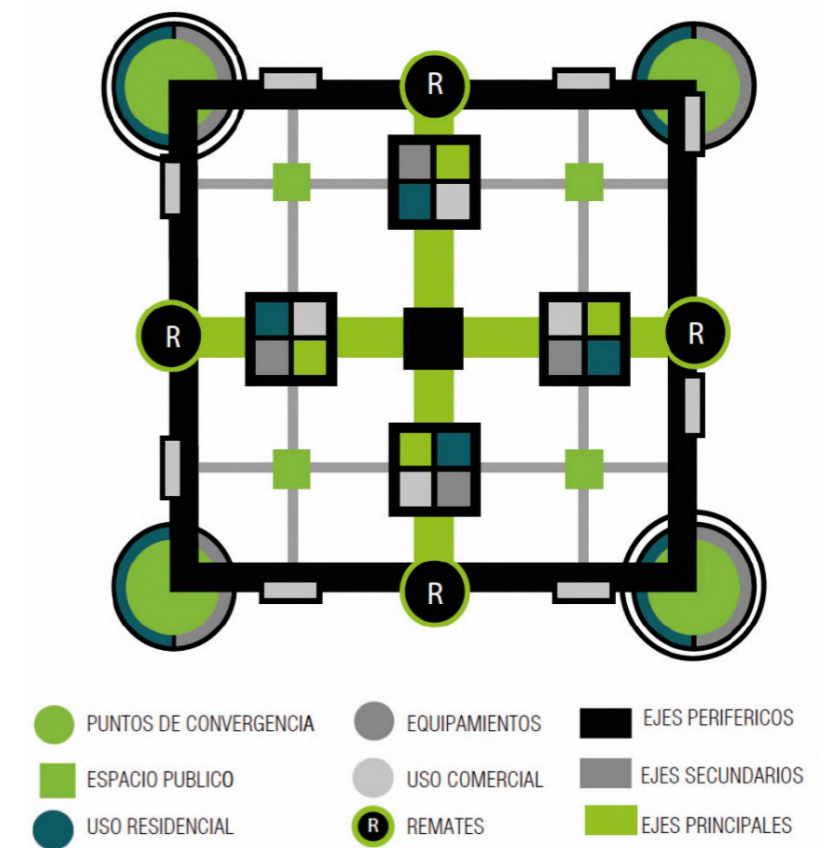 R
R
R
R
PUNTOS DE CONVERGENCIA
EQUIPAMIENTOS
EJES PERIFERICOS
ESPACIO PUBLICO
USO COMERCIAL
EJES SECUNDARIOS
USO RESIDENCIAL
R REMATES
EJES PRINCIPALES